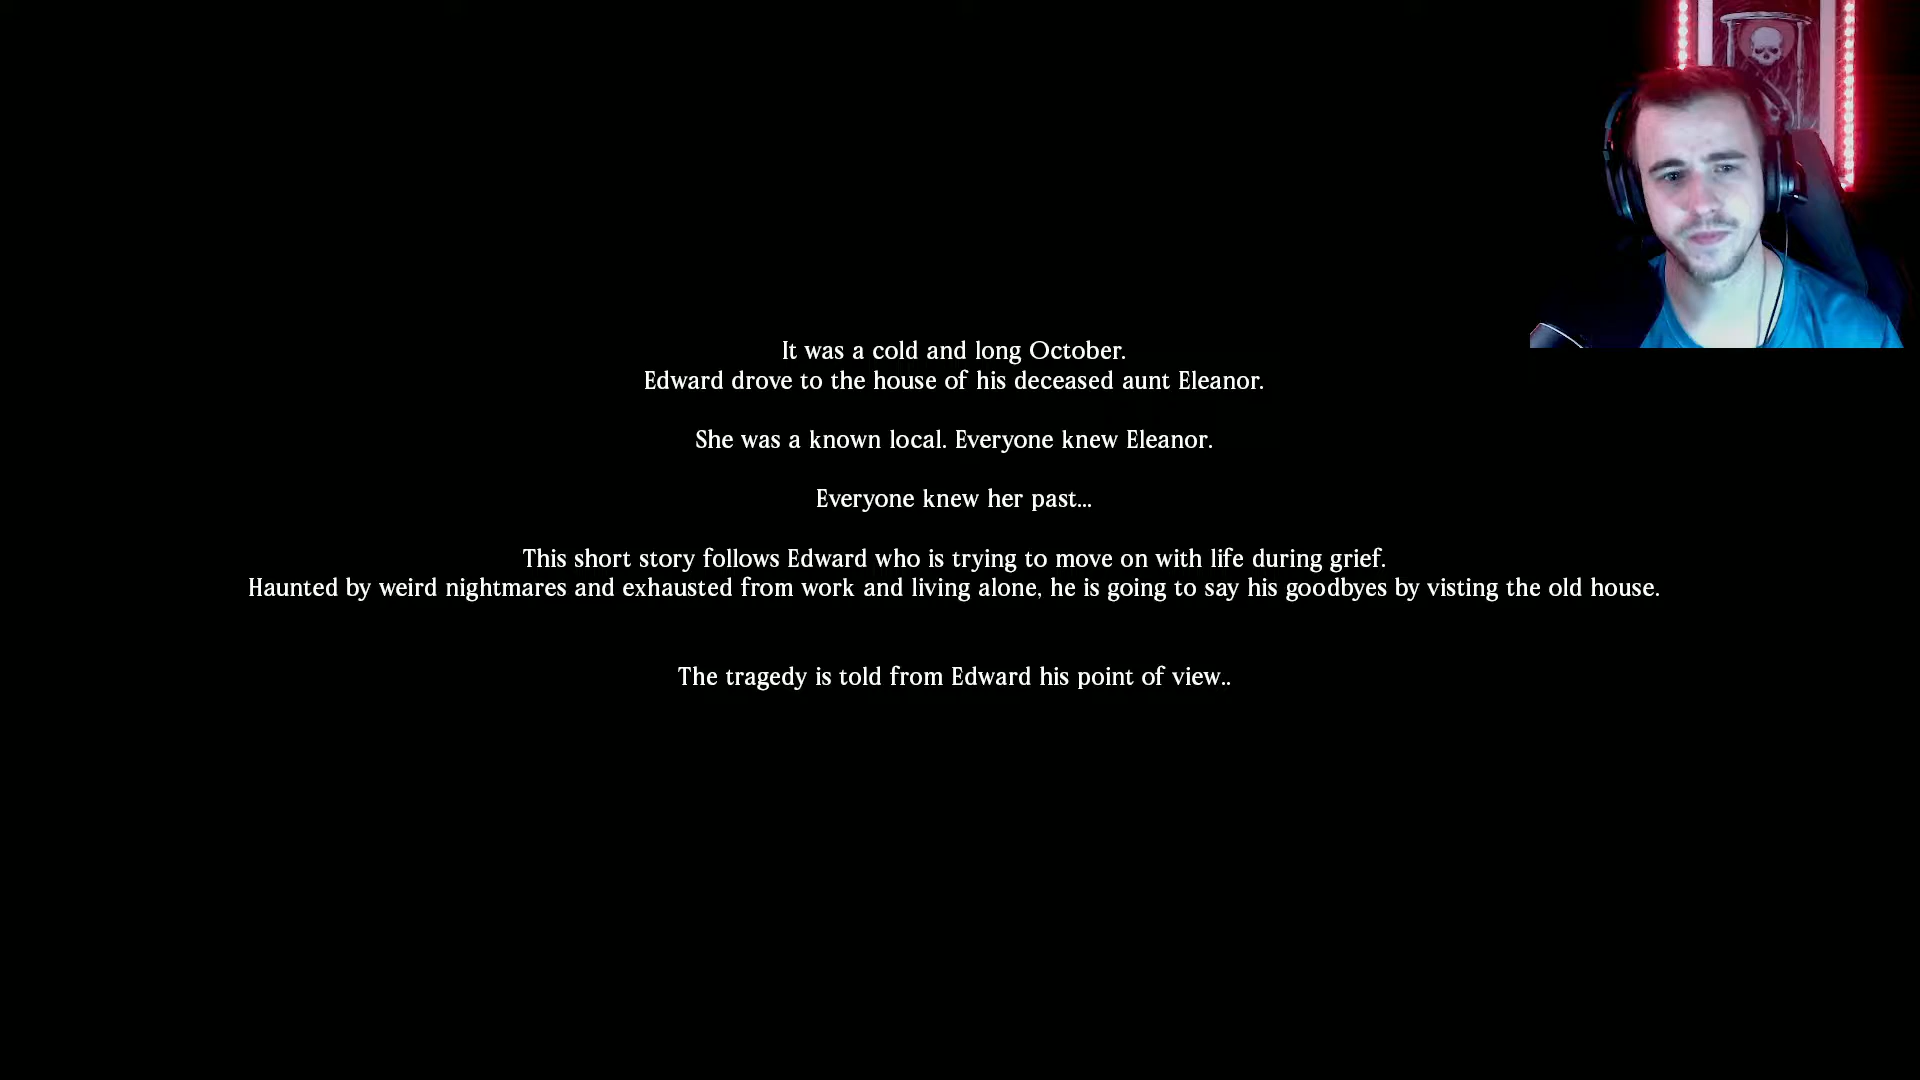 It was a cold and long October.
Edward drove to the house of his deceased aunt Eleanor.
She was a known local. Everyone knew Eleanor.
Everyone knew her past...
This short story follows Edward who is trying to move on with life during grief.
Haunted by weird nightmares and exhausted from work and living alone, he is going to say his goodbyes by visting the old house.
The tragedy is told from Edward his point of view..